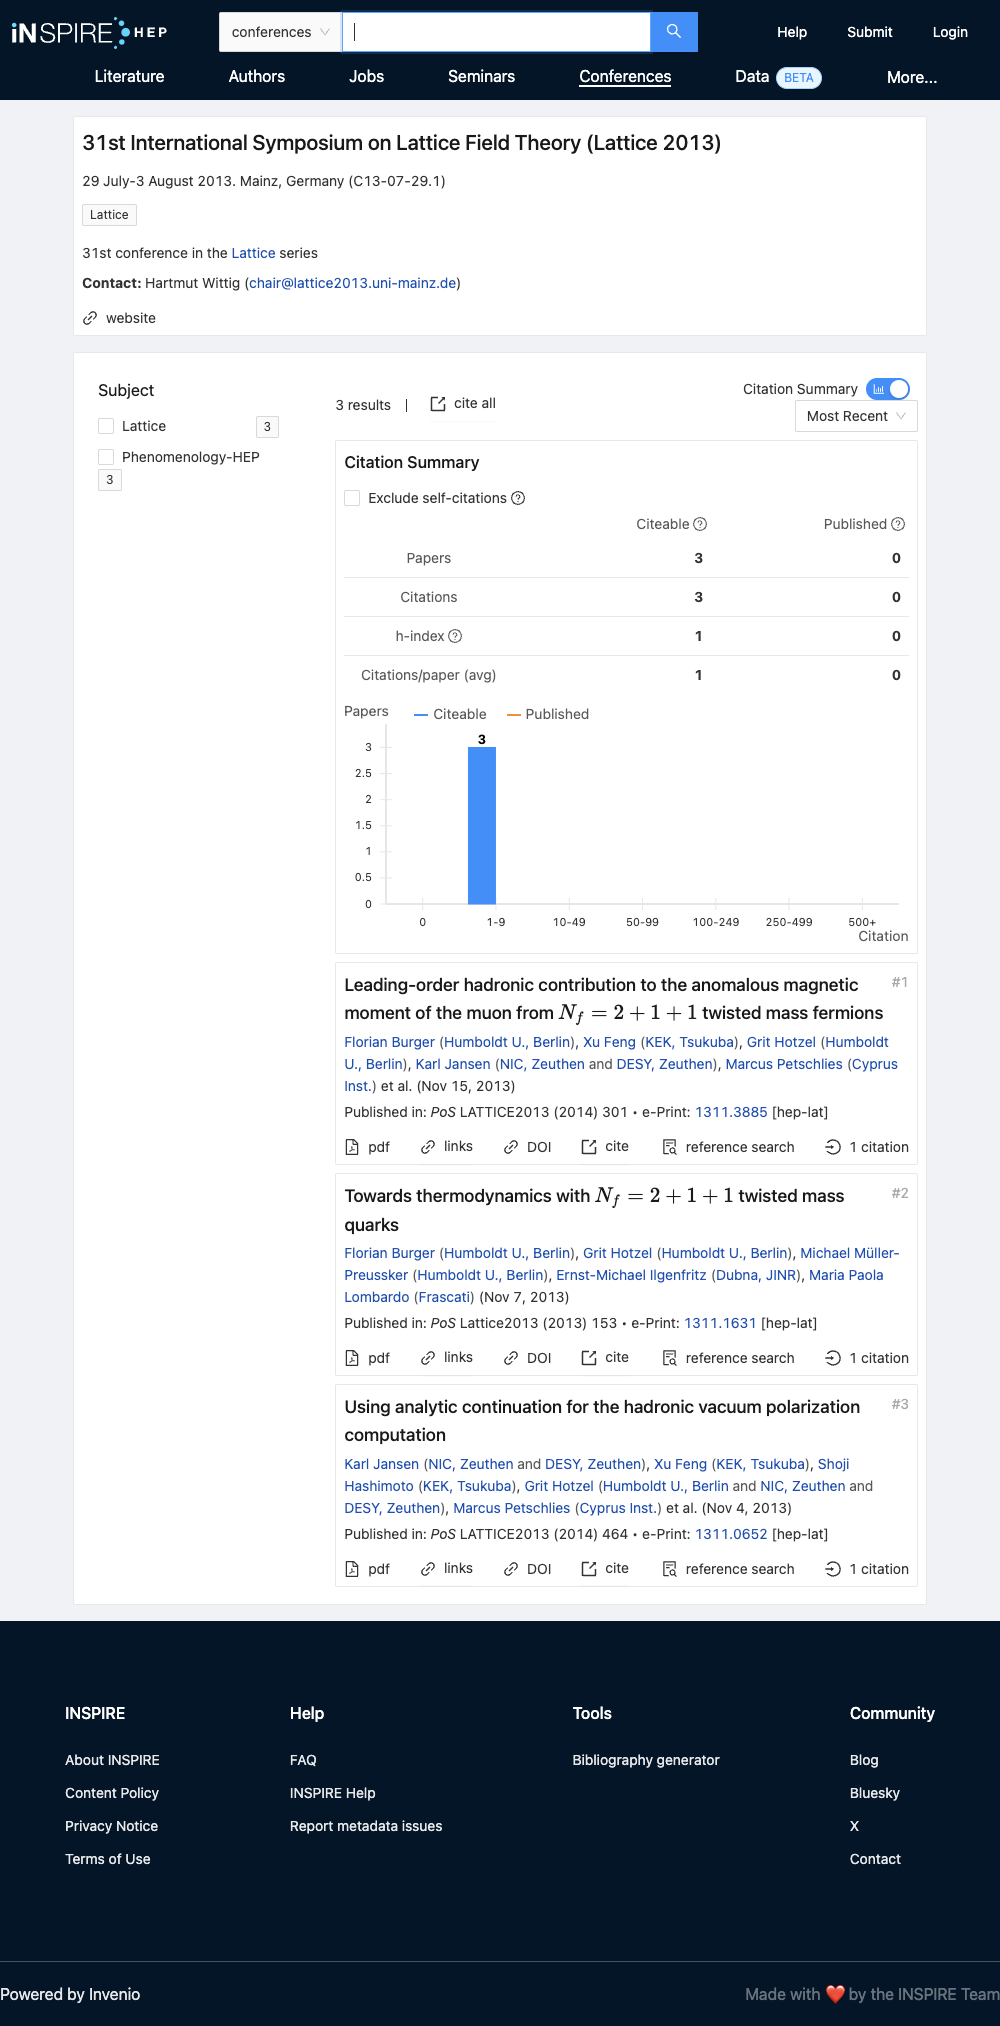 iNSPIRE HEP
conferences
Help Submit Login
Literature Authors Jobs Seminars Conferences Data BETA More...
31st International Symposium on Lattice Field Theory (Lattice 2013)
29 July-3 August 2013. Mainz, Germany (C13-07-29.1)
Lattice
31st conference in the Lattice series
Contact: Hartmut Wittig (chair@lattice2013.uni-mainz.de)
website
Subject
Lattice 3
Phenomenology-HEP
3
3 results | cite all
Citation Summary
Most Recent
Citation Summary
Exclude self-citations ?
Citeable ? Published ?
Papers 3 0
Citations 3 0
h-index ? 1 0
Citations/paper (avg) 1 0
Papers Citeable Published
3
3
2.5
2
1.5
1
0.5
0
0 1-9 10-49 50-99 100-249 250-499 500+
Citation
Leading-order hadronic contribution to the anomalous magnetic #1
moment of the muon from N_f = 2 + 1 + 1 twisted mass fermions
Florian Burger (Humboldt U., Berlin), Xu Feng (KEK, Tsukuba), Grit Hotzel (Humboldt
U., Berlin), Karl Jansen (NIC, Zeuthen and DESY, Zeuthen), Marcus Petschlies (Cyprus
Inst.) et al. (Nov 15, 2013)
Published in: PoS LATTICE2013 (2014) 301 • e-Print: 1311.3885 [hep-lat]
pdf links DOI cite reference search 1 citation
Towards thermodynamics with N_f = 2 + 1 + 1 twisted mass #2
quarks
Florian Burger (Humboldt U., Berlin), Grit Hotzel (Humboldt U., Berlin), Michael Müller-
Preussker (Humboldt U., Berlin), Ernst-Michael Ilgenfritz (Dubna, JINR), Maria Paola
Lombardo (Frascati) (Nov 7, 2013)
Published in: PoS Lattice2013 (2013) 153 • e-Print: 1311.1631 [hep-lat]
pdf links DOI cite reference search 1 citation
Using analytic continuation for the hadronic vacuum polarization #3
computation
Karl Jansen (NIC, Zeuthen and DESY, Zeuthen), Xu Feng (KEK, Tsukuba), Shoji
Hashimoto (KEK, Tsukuba), Grit Hotzel (Humboldt U., Berlin and NIC, Zeuthen and
DESY, Zeuthen), Marcus Petschlies (Cyprus Inst.) et al. (Nov 4, 2013)
Published in: PoS LATTICE2013 (2014) 464 • e-Print: 1311.0652 [hep-lat]
pdf links DOI cite reference search 1 citation
INSPIRE Help Tools Community
About INSPIRE FAQ Bibliography generator Blog
Content Policy INSPIRE Help Bluesky
Privacy Notice Report metadata issues X
Terms of Use Contact
Powered by Invenio Made with ❤️ by the INSPIRE Team